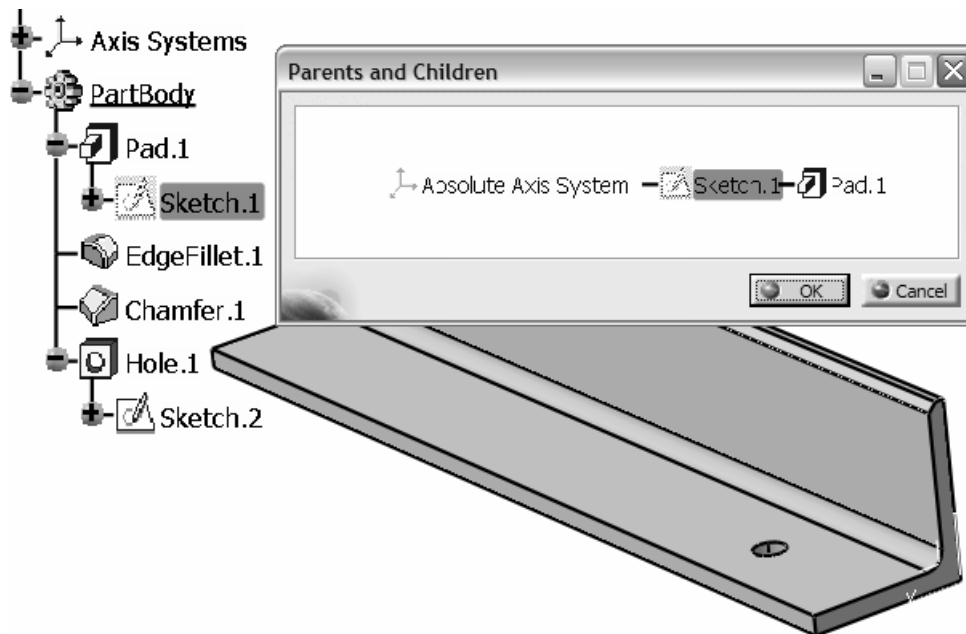 Axis Systems
PartBody
Pad.1
Sketch.1
EdgeFillet.1
Chamfer.1
Hole.1
Sketch.2
Parents and Children
Absolute Axis System Sketch.1 Pad.1
OK Cancel